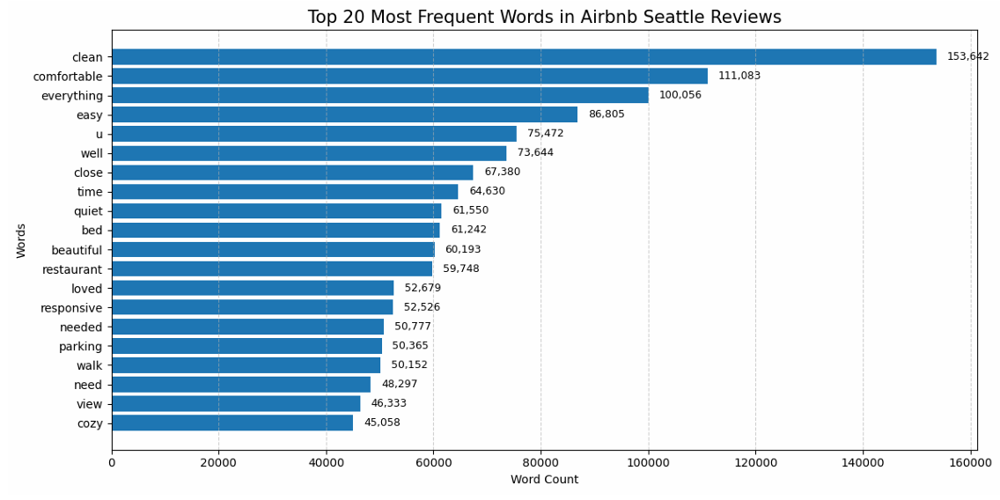 Top 20 Most Frequent Words in Airbnb Seattle Reviews
clean 153,642
comfortable 111,083
everything 100,056
easy 86,805
u 75,472
well 73,644
close 67,380
time 64,630
quiet 61,550
bed 61,242
beautiful 60,193
restaurant 59,748
loved 52,679
responsive 52,526
needed 50,777
parking 50,365
walk 50,152
need 48,297
view 46,333
cozy 45,058
Words
0 20000 40000 60000 80000 100000 120000 140000 160000
Word Count